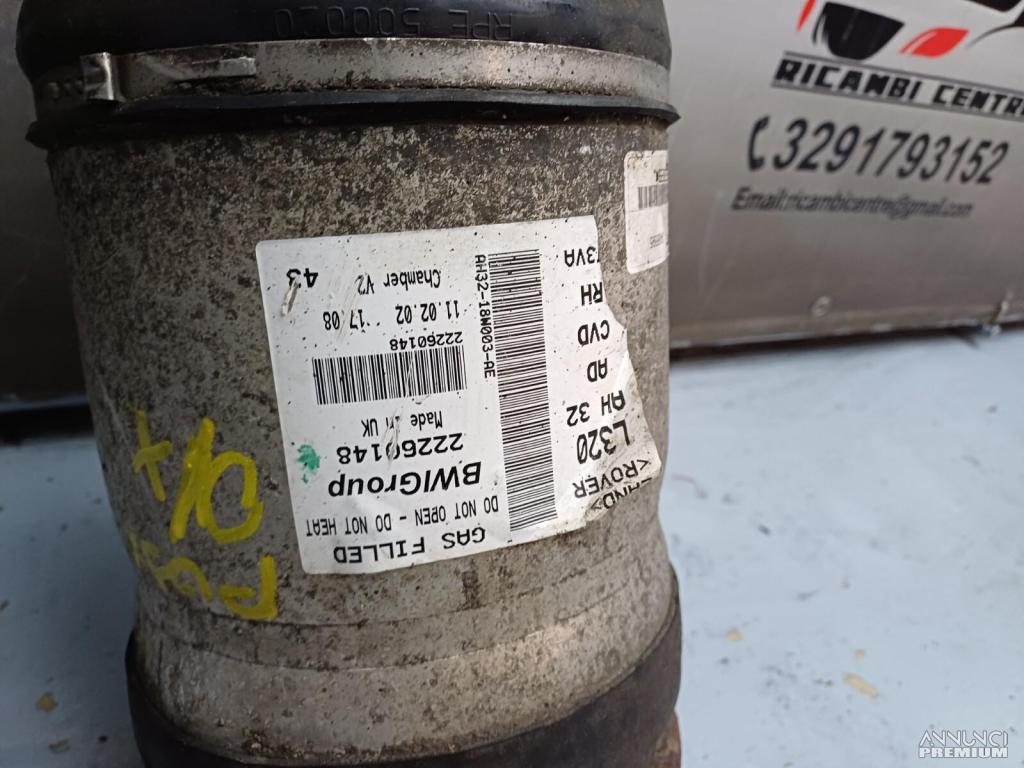 RPE 500020
RICAMBI CENTRE
3291793152
Email:ricambicentre@gmail.com
GAS FILLED
DO NOT OPEN - DO NOT HEAT
BWIGroup
22260148
Made in UK
22260148
11.02.02 17:08
Chamber V2
43
AH32-18W003-AE
<LAND>
<ROVER
L320
AH 32
AD
CVD
RH
T3VA
ANNUNCI
PREMIUM